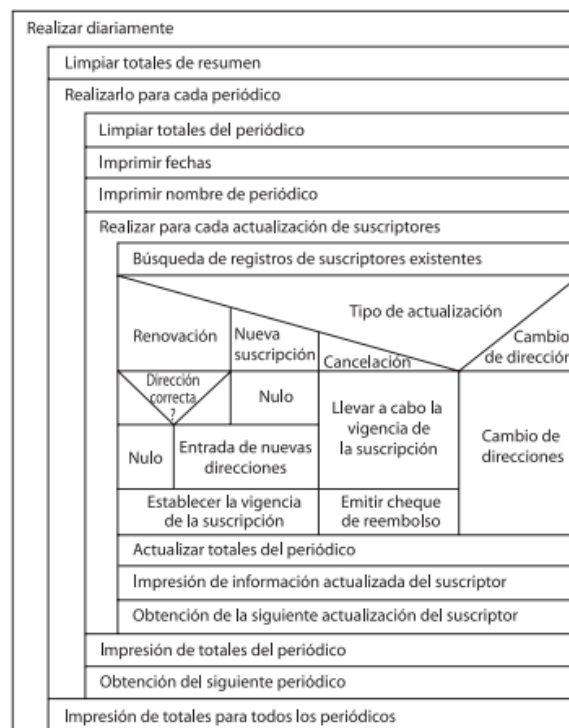 Realizar diariamente
Limpiar totales de resumen
Realizarlo para cada periódico
Limpiar totales del periódico
Imprimir fechas
Imprimir nombre de periódico
Realizar para cada actualización de suscriptores
Búsqueda de registros de suscriptores existentes
Tipo de actualización
Renovación
Nueva
suscripción
Cancelación
Cambio
de dirección
Dirección
correcta
?
Nulo
Llevar a cabo la
vigencia de
la suscripción
Cambio de
direcciones
Nulo
Entrada de nuevas
direcciones
Establecer la vigencia
de la suscripción
Emitir cheque
de reembolso
Actualizar totales del periódico
Impresión de información actualizada del suscriptor
Obtención de la siguiente actualización del suscriptor
Impresión de totales del periódico
Obtención del siguiente periódico
Impresión de totales para todos los periódicos